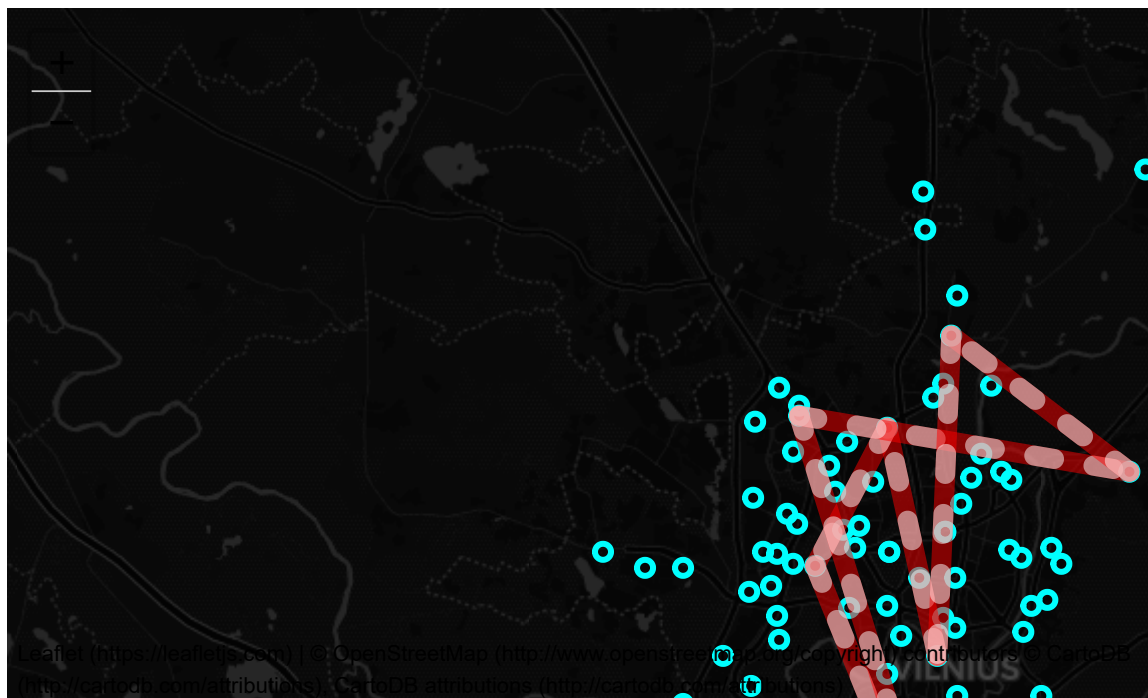 +
−
Leaflet (https://leafletjs.com) | © OpenStreetMap (http://www.openstreetmap.org/copyright) contributors © CartoDB
VILNIUS
(http://cartodb.com/attributions), CartoDB attributions (http://cartodb.com/attributions)